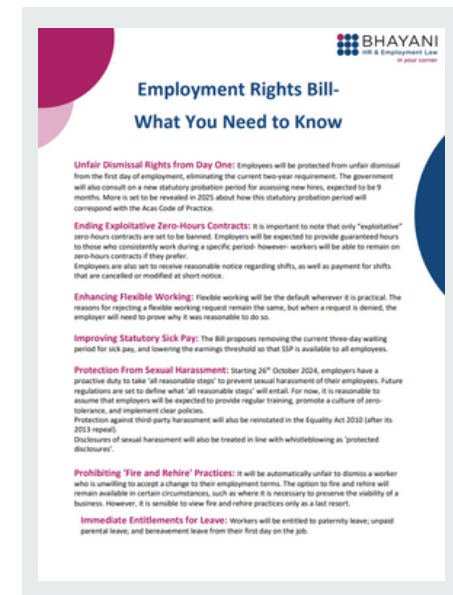 BHAYANI
HR & Employment Law
in your corner
Employment Rights Bill-
What You Need to Know
Unfair Dismissal Rights from Day One: Employees will be protected from unfair dismissal
from the first day of employment, eliminating the current two-year requirement. The government
will also consult on a new statutory probation period for assessing new hires, expected to be 9
months. More is set to be revealed in 2025 about how this statutory probation period will
correspond with the Acas Code of Practice.
Ending Exploitative Zero-Hours Contracts: It is important to note that only "exploitative"
zero-hours contracts are set to be banned. Employers will be expected to provide guaranteed hours
to those who consistently work during a specific period- however- workers will be able to remain on
zero-hours contracts if they prefer.
Employees are also set to receive reasonable notice regarding shifts, as well as payment for shifts
that are cancelled or modified at short notice.
Enhancing Flexible Working: Flexible working will be the default wherever it is practical. The
reasons for rejecting a flexible working request remain the same, but when a request is denied, the
employer will need to prove why it was reasonable to do so.
Improving Statutory Sick Pay: The Bill proposes removing the current three-day waiting
period for sick pay, and lowering the earnings threshold so that SSP is available to all employees.
Protection From Sexual Harassment: Starting 26th October 2024, employers have a
proactive duty to take 'all reasonable steps' to prevent sexual harassment of their employees. Future
regulations are set to define what 'all reasonable steps' will entail. For now, it is reasonable to
assume that employers will be expected to provide regular training, promote a culture of zero-
tolerance, and implement clear policies.
Protection against third-party harassment will also be reinstated in the Equality Act 2010 (after its
2013 repeal).
Disclosures of sexual harassment will also be treated in line with whistleblowing as 'protected
disclosures'.
Prohibiting 'Fire and Rehire' Practices: It will be automatically unfair to dismiss a worker
who is unwilling to accept a change to their employment terms. The option to fire and rehire will
remain available in certain circumstances, such as where it is necessary to preserve the viability of a
business. However, it is sensible to view fire and rehire practices only as a last resort.
Immediate Entitlements for Leave: Workers will be entitled to paternity leave; unpaid
parental leave; and bereavement leave from their first day on the job.